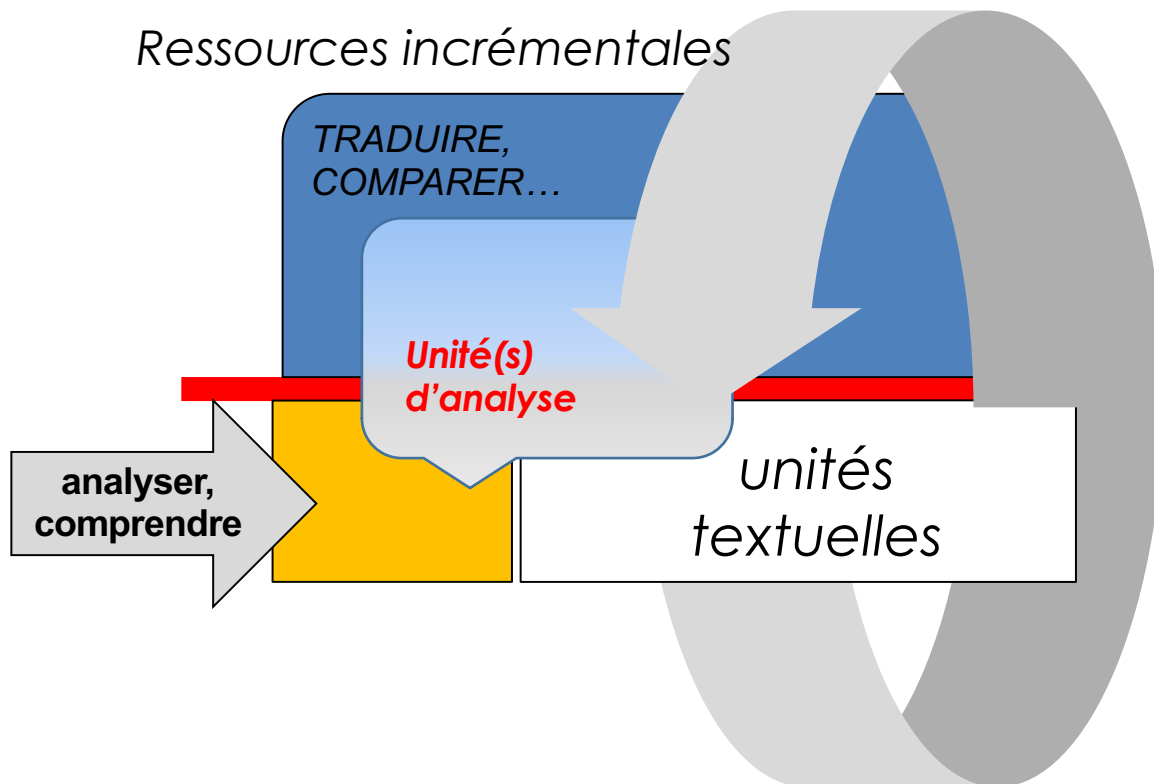 Ressources incrémentales
TRADUIRE,
COMPARER…
Unité(s)
d’analyse
analyser,
comprendre
unités
textuelles